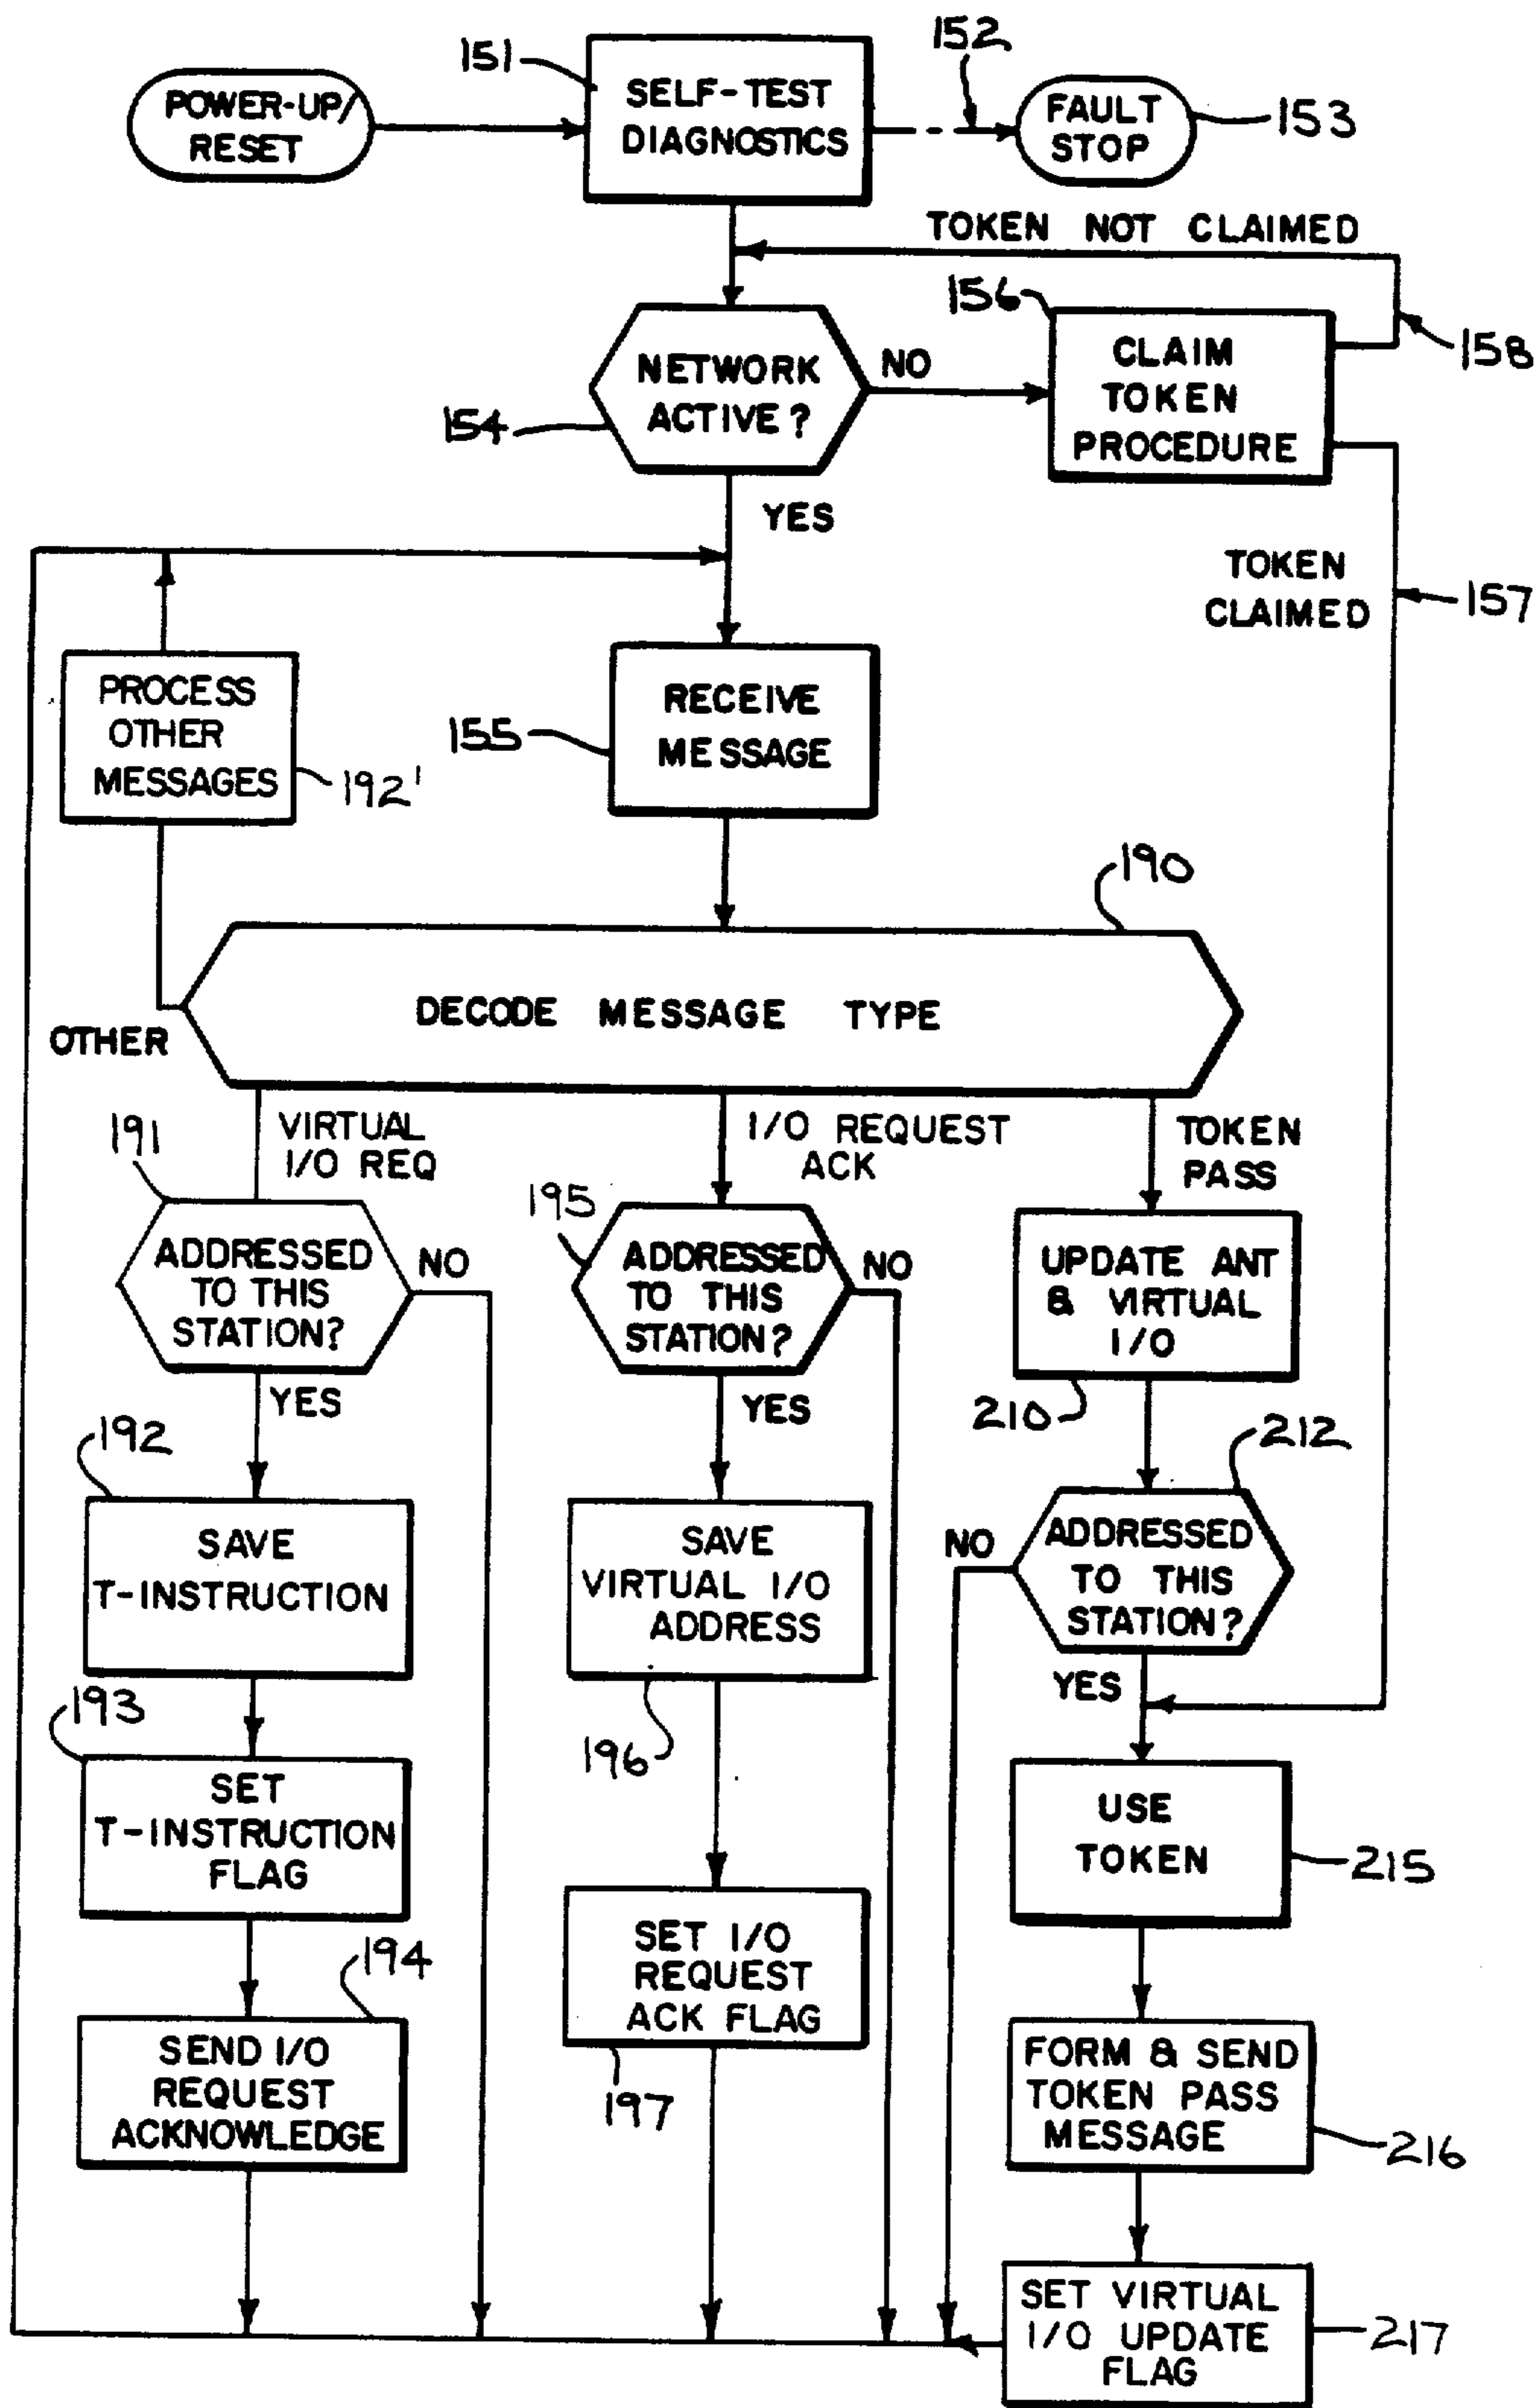 151
152
POWER-UP/
RESET
SELF-TEST
DIAGNOSTICS
FAULT
STOP
153
TOKEN NOT CLAIMED
156
158
NETWORK
ACTIVE?
154
NO
CLAIM
TOKEN
PROCEDURE
YES
TOKEN
CLAIMED
157
PROCESS
OTHER
MESSAGES
192'
155
RECEIVE
MESSAGE
190
DECODE MESSAGE TYPE
OTHER
191
VIRTUAL
I/O REQ
I/O REQUEST
ACK
TOKEN
PASS
ADDRESSED
TO THIS
STATION?
NO
195
ADDRESSED
TO THIS
STATION?
NO
UPDATE ANT
& VIRTUAL
I/O
210
YES
YES
212
192
SAVE
T-INSTRUCTION
SAVE
VIRTUAL I/O
ADDRESS
196
NO
ADDRESSED
TO THIS
STATION?
YES
193
SET
T-INSTRUCTION
FLAG
USE
TOKEN
215
194
SEND I/O
REQUEST
ACKNOWLEDGE
SET I/O
REQUEST
ACK FLAG
197
FORM & SEND
TOKEN PASS
MESSAGE
216
SET VIRTUAL
I/O UPDATE
FLAG
217